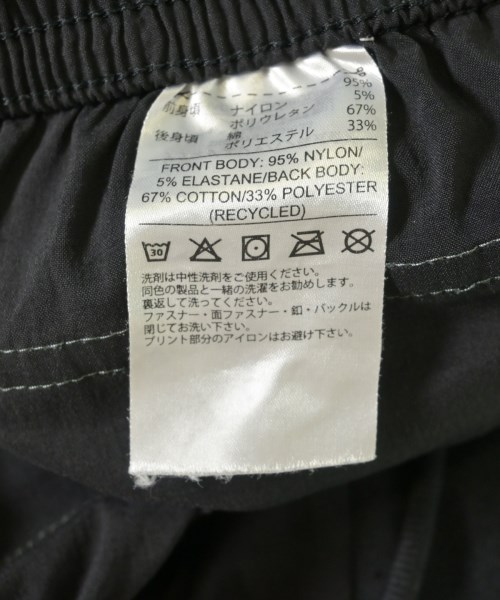 95%
前身頃 ナイロン 5%
ポリウレタン 67%
後身頃 綿 33%
ポリエステル
FRONT BODY: 95% NYLON/
5% ELASTANE/BACK BODY:
67% COTTON/33% POLYESTER
(RECYCLED)
30
洗剤は中性洗剤をご使用ください。
同色の製品と一緒の洗濯をお勧めします。
裏返して洗ってください。
ファスナー・面ファスナー・釦・バックルは
閉じてお洗い下さい。
プリント部分のアイロンはお避け下さい。